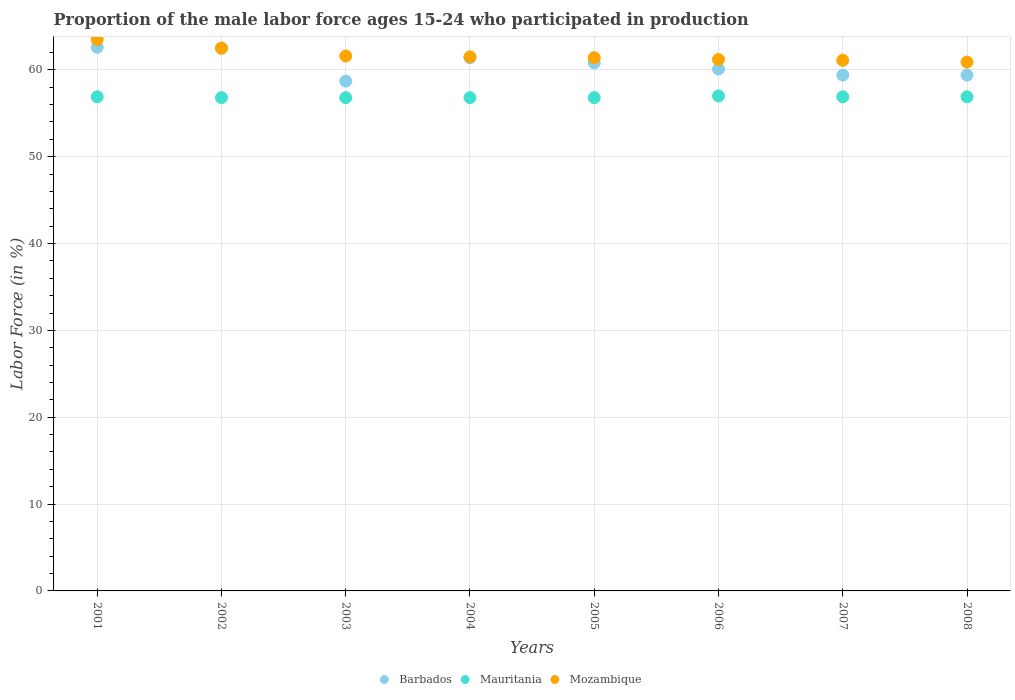 Proportion of the male labor force ages 15-24 who participated in production
Labor Force (in %)
60
50
40
30
20
10
0
2001
2002
2003
2004
2005
2006
2007
2008
Years
Barbados
Mauritania
Mozambique